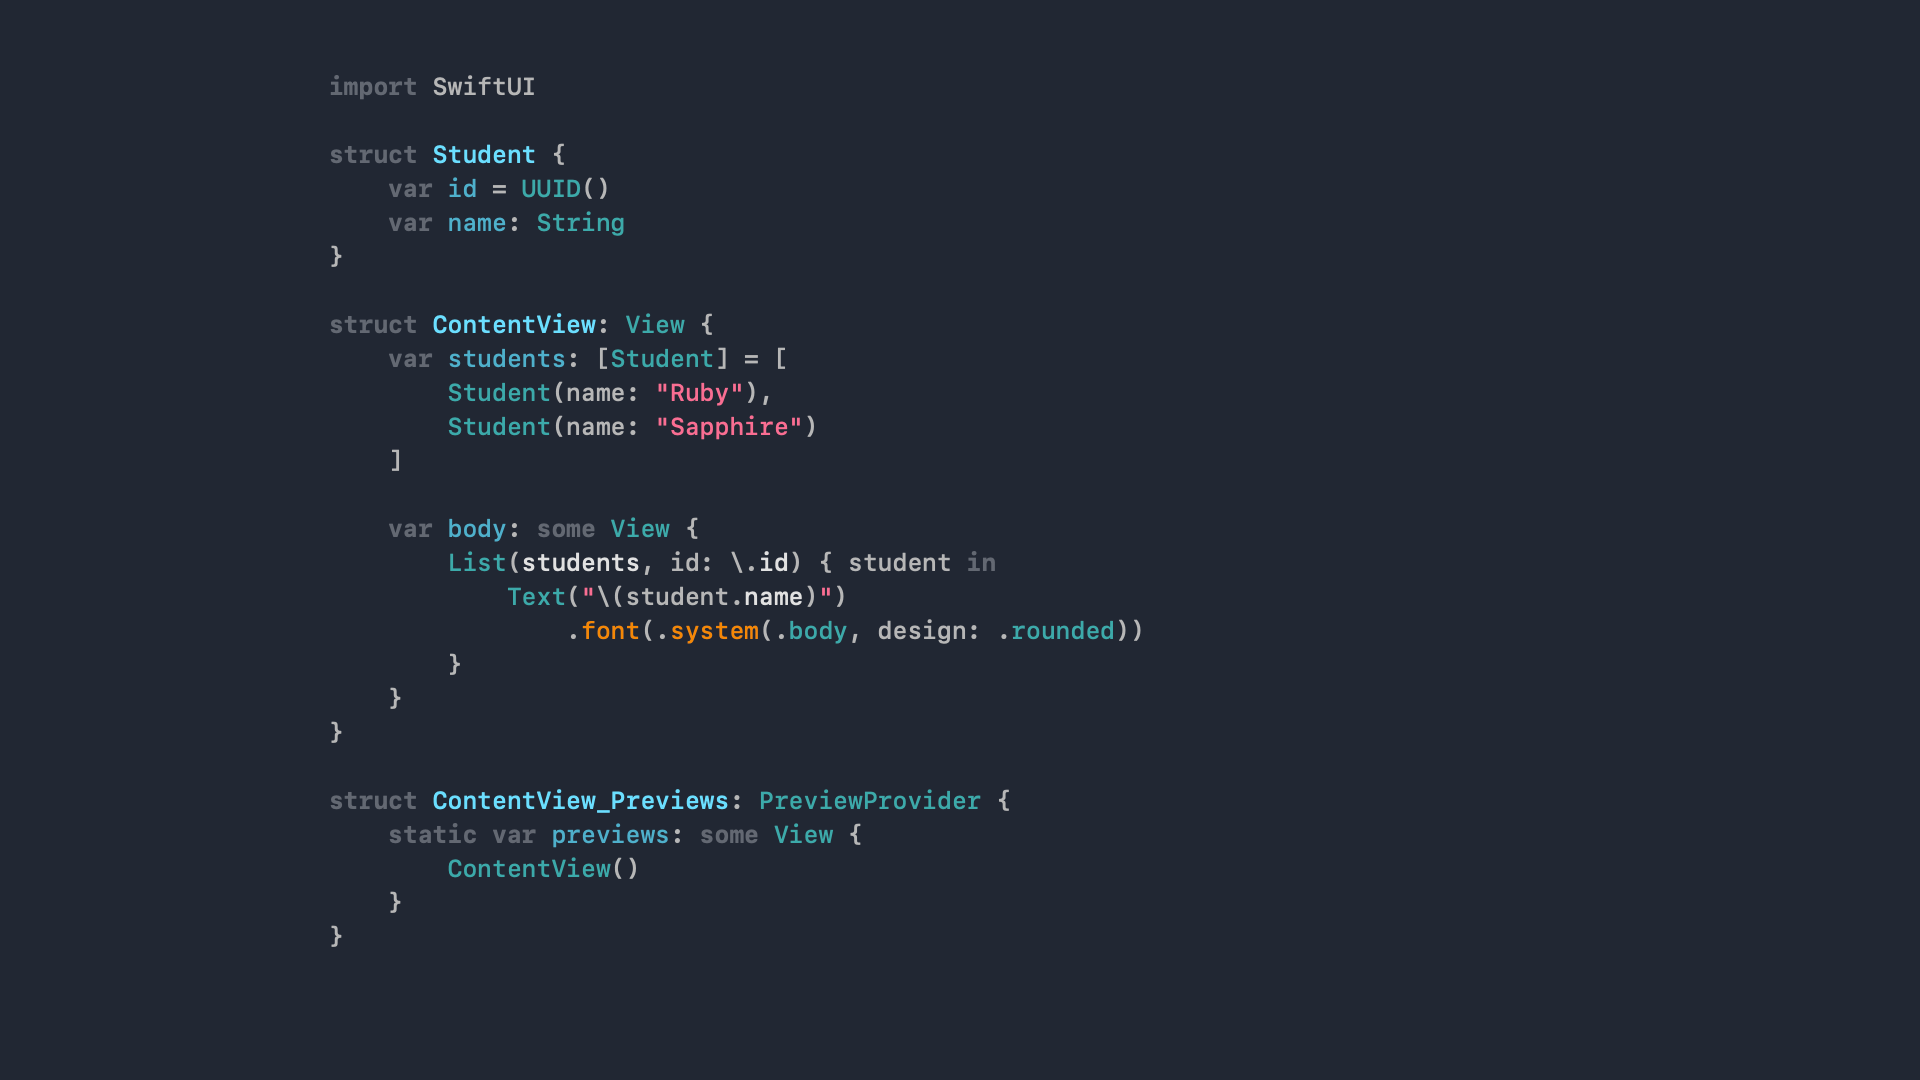 import SwiftUI

struct Student {
    var id = UUID()
    var name: String
}

struct ContentView: View {
    var students: [Student] = [
        Student(name: "Ruby"),
        Student(name: "Sapphire")
    ]

    var body: some View {
        List(students, id: \.id) { student in
            Text("\(student.name)")
                .font(.system(.body, design: .rounded))
        }
    }
}

struct ContentView_Previews: PreviewProvider {
    static var previews: some View {
        ContentView()
    }
}